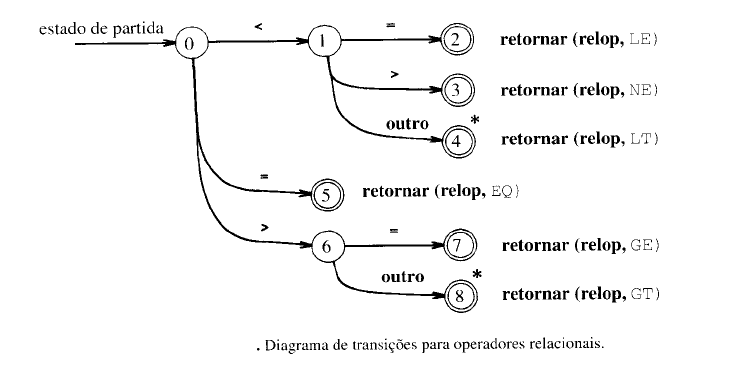 estado de partida
0 < 1 = 2 retornar (relop, LE)
> 3 retornar (relop, NE)
outro 4 * retornar (relop, LT)
= 5 retornar (relop, EQ)
> 6 = 7 retornar (relop, GE)
outro 8 * retornar (relop, GT)
. Diagrama de transições para operadores relacionais.